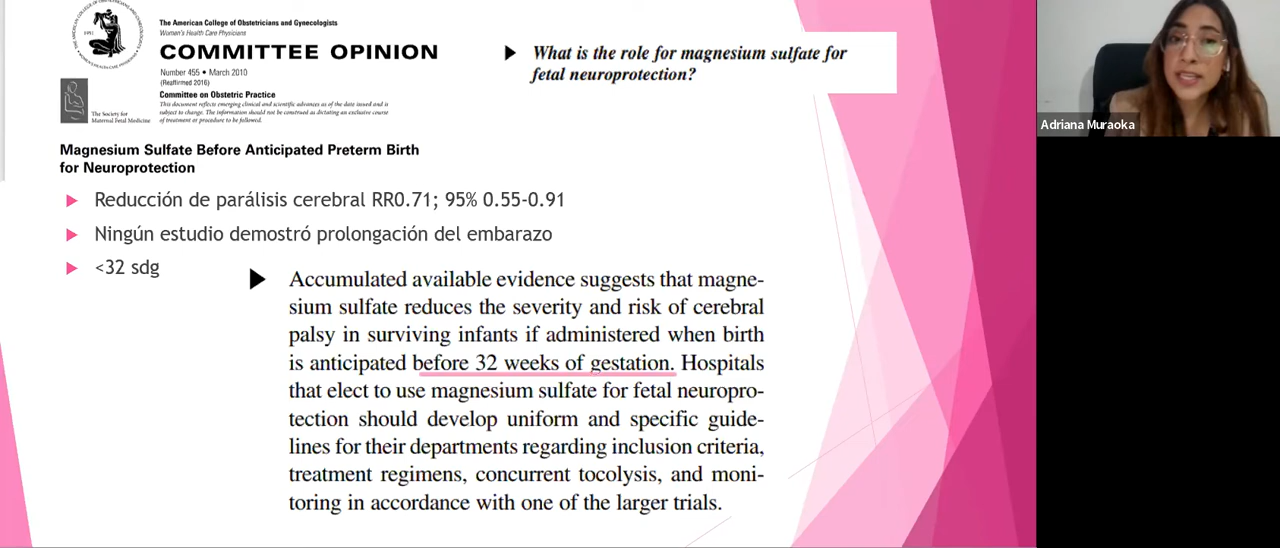 The American College of Obstetricians and Gynecologists
Women's Health Care Physicians
COMMITTEE OPINION
Number 455 • March 2010
(Reaffirmed 2016)
Committee on Obstetric Practice
This document reflects emerging clinical and scientific advances as of the date issued and is
subject to change. The information should not be construed as dictating an exclusive course
of treatment or procedure to be followed.
The Society for
Maternal Fetal Medicine
What is the role for magnesium sulfate for
fetal neuroprotection?
Adriana Muraoka
Magnesium Sulfate Before Anticipated Preterm Birth
for Neuroprotection
Reducción de parálisis cerebral RR0.71; 95% 0.55-0.91
Ningún estudio demostró prolongación del embarazo
<32 sdg
Accumulated available evidence suggests that magne-
sium sulfate reduces the severity and risk of cerebral
palsy in surviving infants if administered when birth
is anticipated before 32 weeks of gestation. Hospitals
that elect to use magnesium sulfate for fetal neuropro-
tection should develop uniform and specific guide-
lines for their departments regarding inclusion criteria,
treatment regimens, concurrent tocolysis, and moni-
toring in accordance with one of the larger trials.